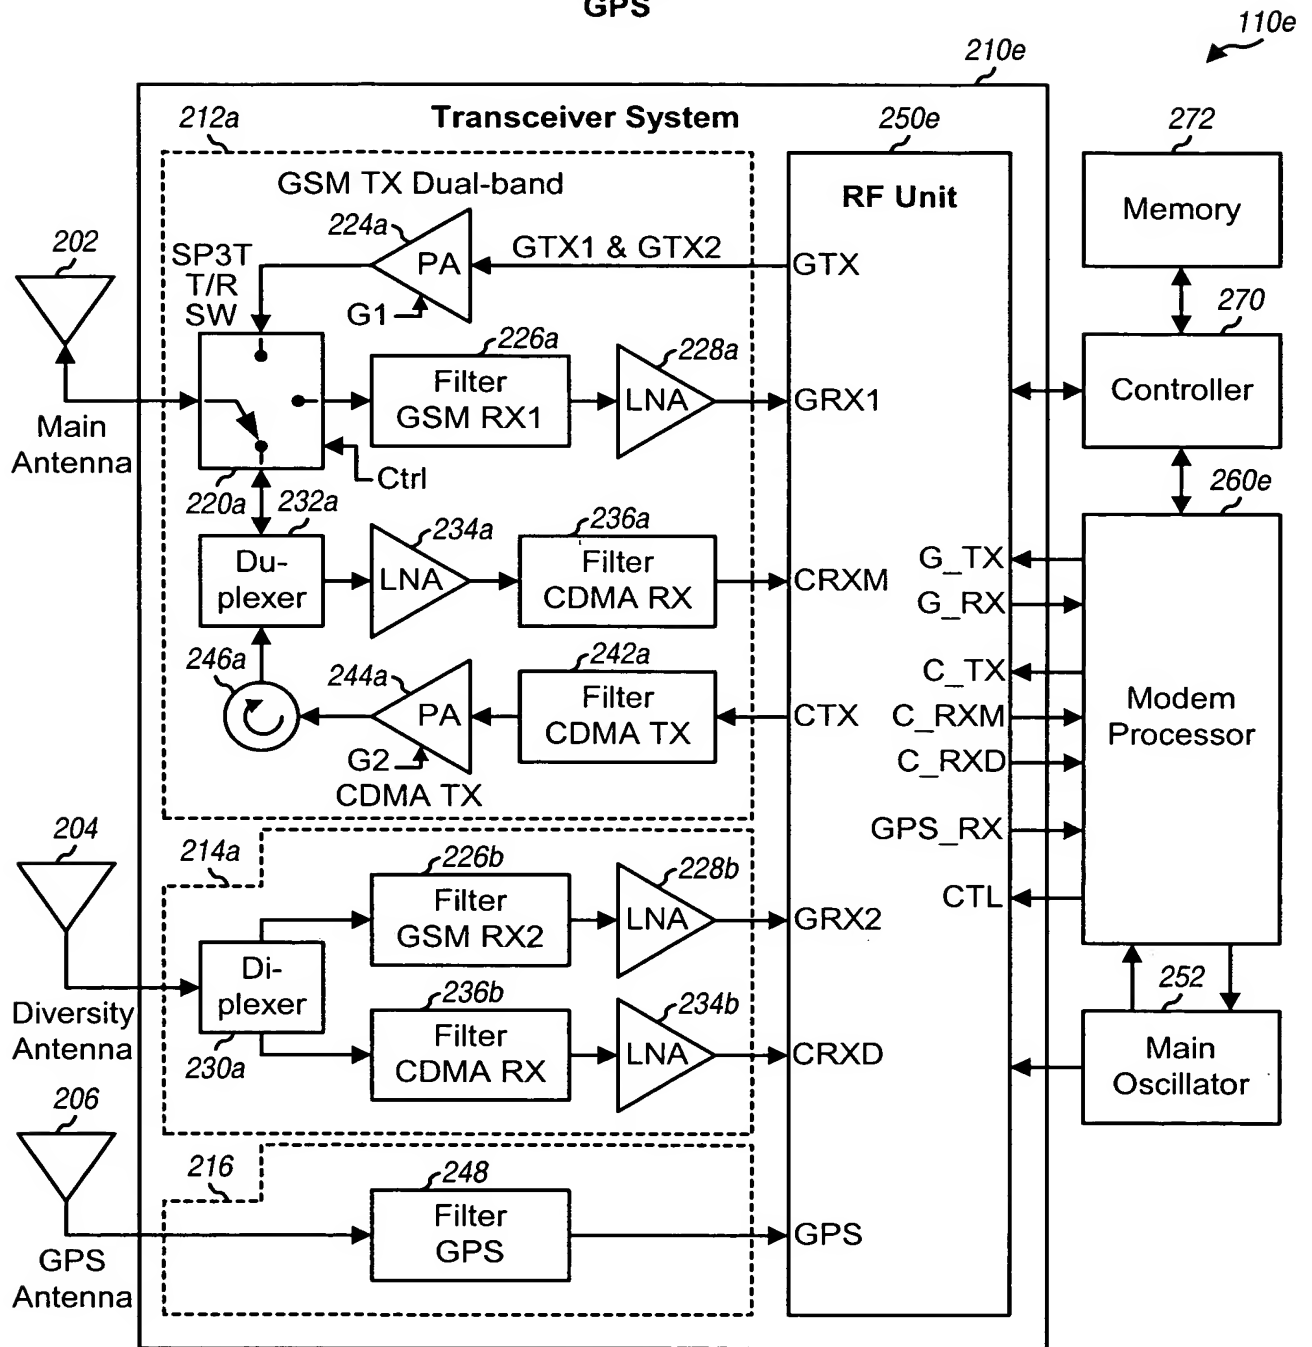 GPS
110e
210e
212a
Transceiver System
250e
272
GSM TX Dual-band
RF Unit
Memory
202
224a
SP3T
T/R
SW
PA
GTX1 & GTX2
GTX
G1
270
226a
228a
Filter
GSM RX1
LNA
GRX1
Controller
Main
Antenna
Ctrl
220a
232a
234a
236a
260e
Du-
plexer
LNA
Filter
CDMA RX
CRXM
G_TX
G_RX
246a
244a
242a
C_TX
PA
Filter
CDMA TX
CTX
C_RXM
Modem
Processor
G2
C_RXD
CDMA TX
204
214a
226b
228b
GPS_RX
CTL
Filter
GSM RX2
LNA
GRX2
Di-
plexer
236b
234b
252
Diversity
Antenna
230a
Filter
CDMA RX
LNA
CRXD
Main
Oscillator
206
216
248
Filter
GPS
GPS
GPS
Antenna